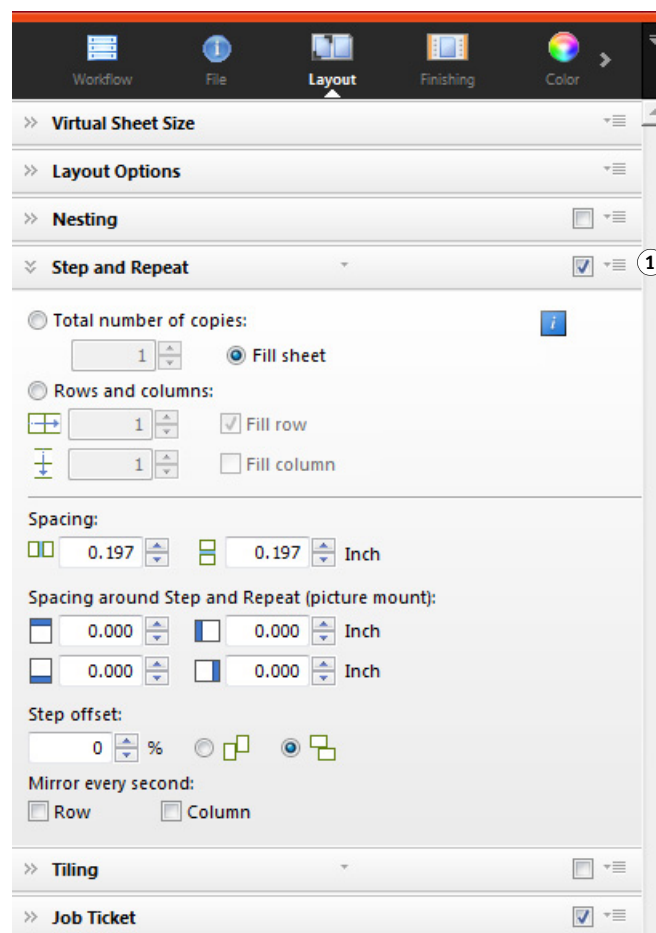 Workflow File Layout Finishing Color
Virtual Sheet Size
Layout Options
Nesting
Step and Repeat 1
Total number of copies: i
1 Fill sheet
Rows and columns:
1 Fill row
1 Fill column
Spacing:
0.197 0.197 Inch
Spacing around Step and Repeat (picture mount):
0.000 0.000 Inch
0.000 0.000 Inch
Step offset:
0 %
Mirror every second:
Row Column
Tiling
Job Ticket